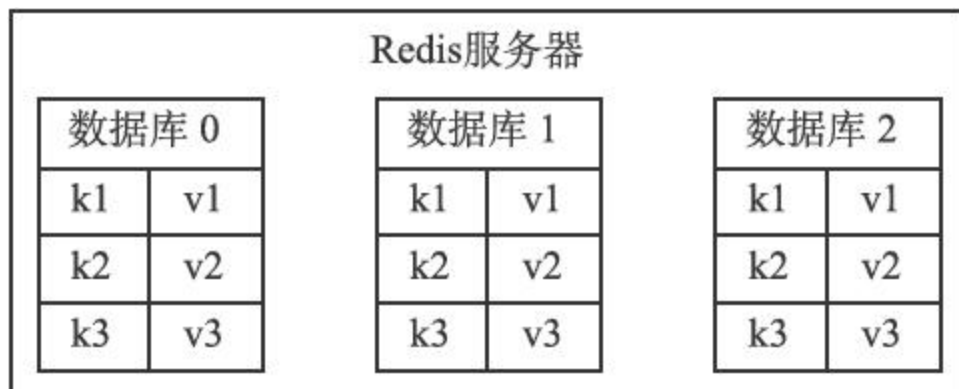 Redis服务器
数据库 0 数据库 1 数据库 2
k1 v1 k1 v1 k1 v1
k2 v2 k2 v2 k2 v2
k3 v3 k3 v3 k3 v3